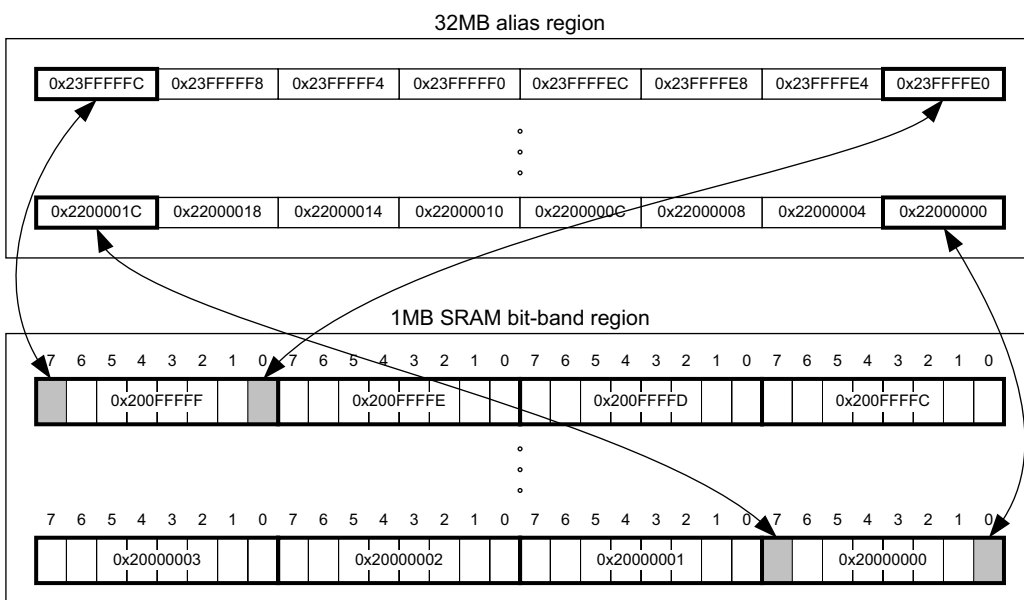 32MB alias region
0x23FFFFFC 0x23FFFFF8 0x23FFFFF4 0x23FFFFF0 0x23FFFFEC 0x23FFFFE8 0x23FFFFE4 0x23FFFFE0
0x2200001C 0x22000018 0x22000014 0x22000010 0x2200000C 0x22000008 0x22000004 0x22000000
1MB SRAM bit-band region
7 6 5 4 3 2 1 0 7 6 5 4 3 2 1 0 7 6 5 4 3 2 1 0 7 6 5 4 3 2 1 0
0x200FFFFF 0x200FFFFE 0x200FFFFD 0x200FFFFC
7 6 5 4 3 2 1 0 7 6 5 4 3 2 1 0 7 6 5 4 3 2 1 0 7 6 5 4 3 2 1 0
0x20000003 0x20000002 0x20000001 0x20000000